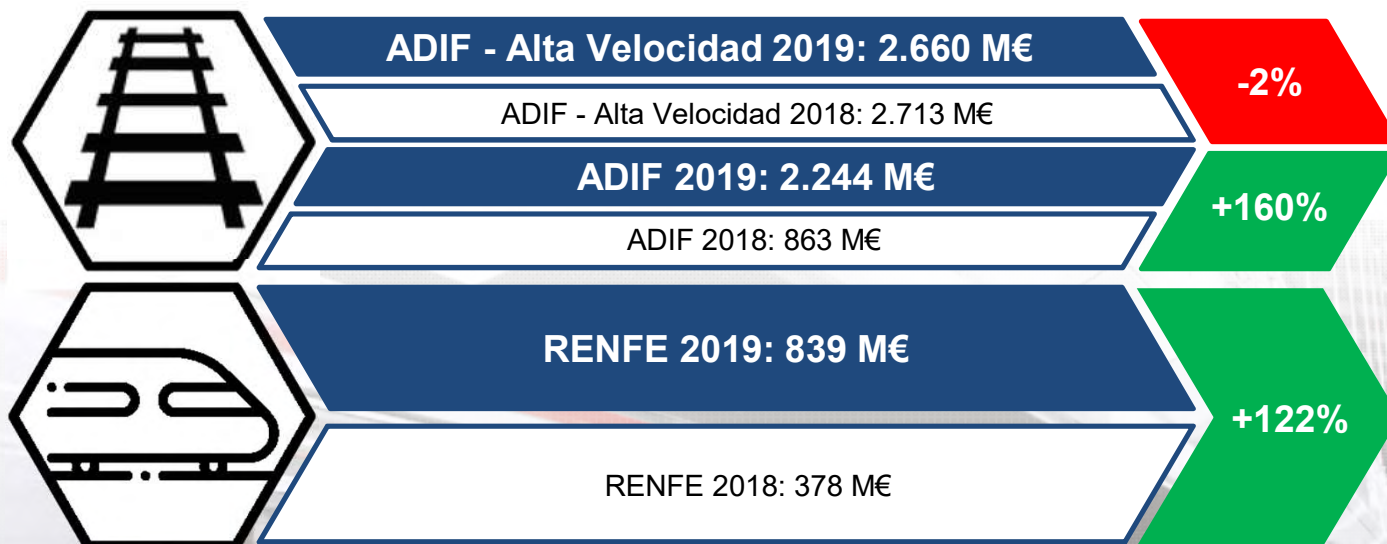 ADIF - Alta Velocidad 2019: 2.660 M€
ADIF - Alta Velocidad 2018: 2.713 M€
-2%
ADIF 2019: 2.244 M€
ADIF 2018: 863 M€
+160%
RENFE 2019: 839 M€
RENFE 2018: 378 M€
+122%